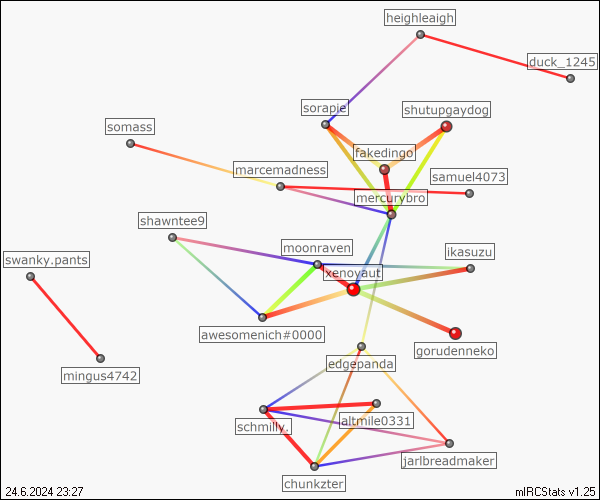 heighleaigh
duck_1245
sorapie
shutupgaydog
somass
fakedingo
marcemadness
samuel4073
mercurybro
shawntee9
moonraven
ikasuzu
swanky.pants
xenoyaut
awesomenich#0000
gorudenneko
edgepanda
mingus4742
schmilly.
altmile0331
jarlbreadmaker
chunkzter
24.6.2024 23:27
mIRCStats v1.25